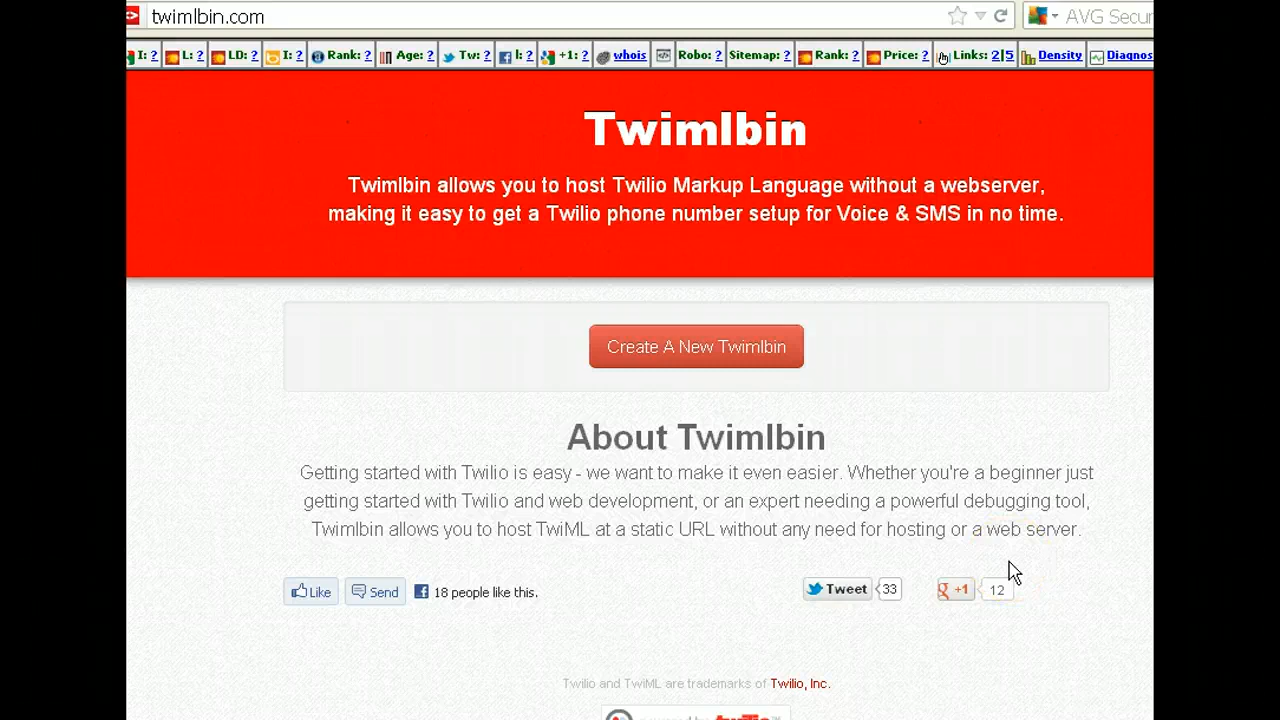 twimlbin.com
AVG Secur
I: ? L: ? LD: ? I: ? Rank: ? Age: ? Tw: ? l: ? +1: ? whois Robo: ? Sitemap: ? Rank: ? Price: ? Links: 2|5 Density Diagnos
Twimlbin
Twimlbin allows you to host Twilio Markup Language without a webserver,
making it easy to get a Twilio phone number setup for Voice & SMS in no time.
Create A New Twimlbin
About Twimlbin
Getting started with Twilio is easy - we want to make it even easier. Whether you're a beginner just
getting started with Twilio and web development, or an expert needing a powerful debugging tool,
Twimlbin allows you to host TwiML at a static URL without any need for hosting or a web server.
Like Send 18 people like this. Tweet 33 g +1 12
Twilio and TwiML are trademarks of Twilio, Inc.